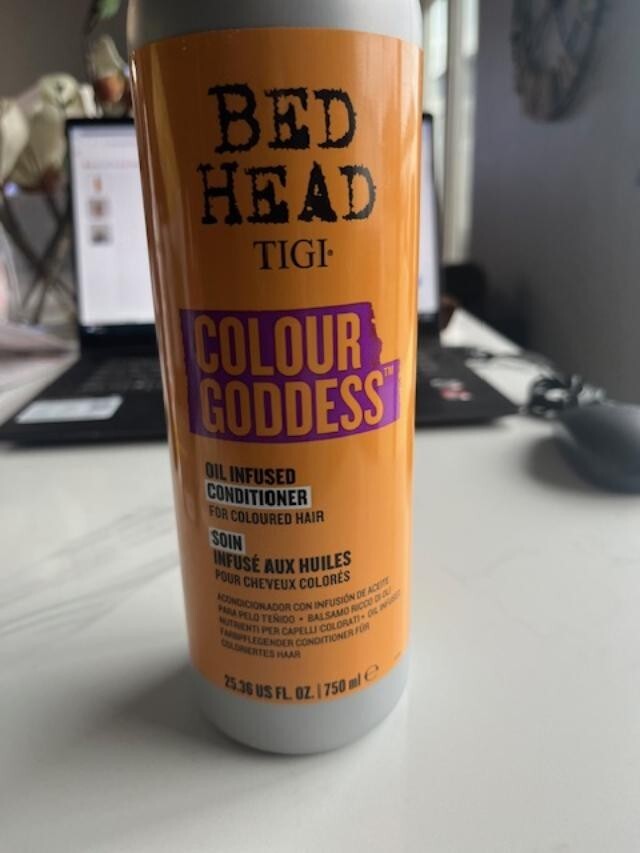 BED
HEAD
TIGI®
COLOUR
GODDESS™
OIL INFUSED
CONDITIONER
FOR COLOURED HAIR
SOIN
INFUSÉ AUX HUILES
POUR CHEVEUX COLORÉS
ACONDICIONADOR CON INFUSIÓN DE ACEITE
PARA PELO TEÑIDO • BALSAMO RICCO DI OLI
NUTRIENTI PER CAPELLI COLORATI • OIL INFUSED
FARBPFLEGENDER CONDITIONER FÜR
COLORIERTES HAAR
25.36 US FL. OZ. | 750 ml ℮